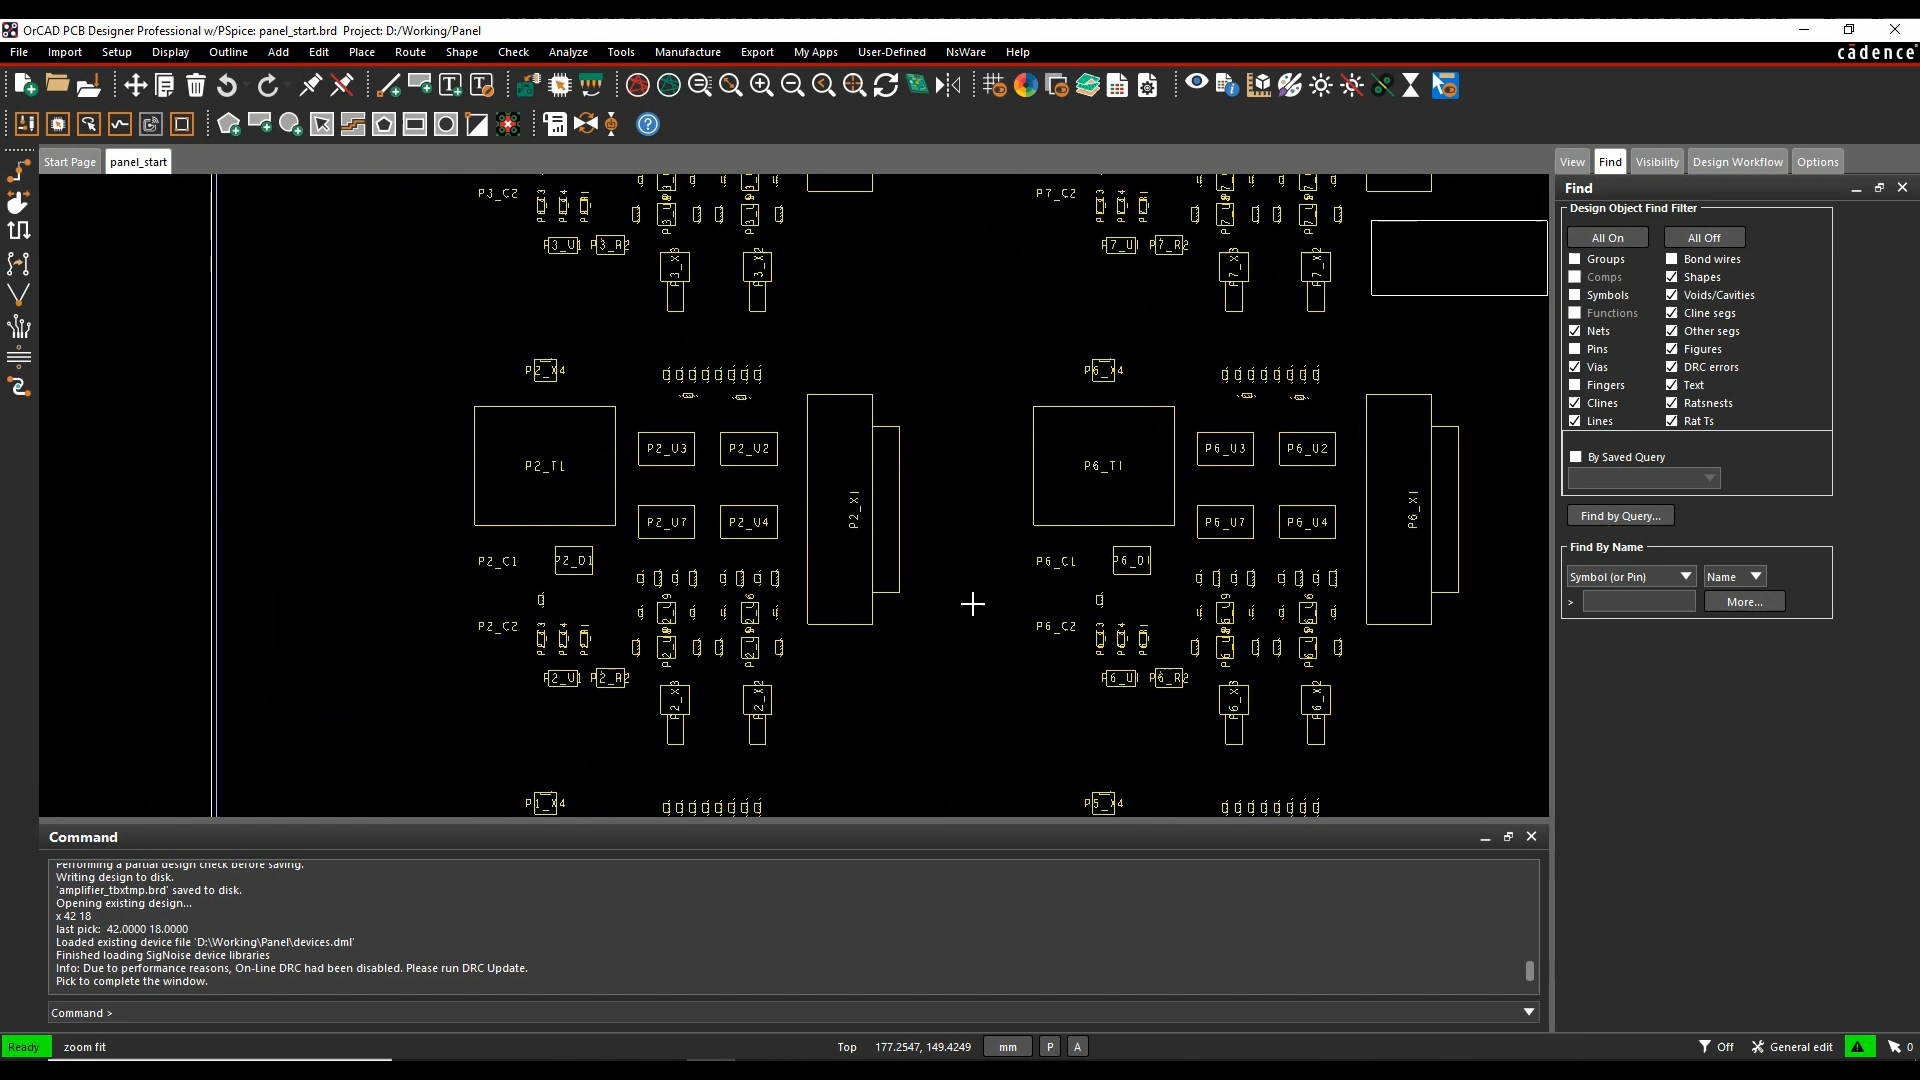 OrCAD PCB Designer Professional w/PSpice: panel_start.brd  Project: D:/Working/Panel
File Import Setup Display Outline Add Edit Place Route Shape Check Analyze Tools Manufacture Export My Apps User-Defined NsWare Help
cādence
Start Page panel_start
View Find Visibility Design Workflow Options
Find
Design Object Find Filter
All On All Off
Groups Bond wires
Comps Shapes
Symbols Voids/Cavities
Functions Cline segs
Nets Other segs
Pins Figures
Vias DRC errors
Fingers Text
Clines Ratsnests
Lines Rat Ts
By Saved Query
Find by Query...
Find By Name
Symbol (or Pin) Name
> More...
P3_C2 P7_C2
P2_X4 P6_X4
P2_U3 P2_U2 P6_U3 P6_U2
P2_T1 P6_T1
P2_X1 P6_X1
P2_U7 P2_U4 P6_U7 P6_U4
P2_C1 P2_D1 P6_C1 P6_D1
P2_C2 P6_C2
P1_X4 P5_X4
Command
Performing a partial design check before saving.
Writing design to disk.
'amplifier_tbxtmp.brd' saved to disk.
Opening existing design...
x 42 18
last pick:  42.0000 18.0000
Loaded existing device file 'D:\Working\Panel\devices.dml'
Finished loading SigNoise device libraries
Info: Due to performance reasons, On-Line DRC had been disabled. Please run DRC Update.
Pick to complete the window.
Command >
Ready zoom fit Top 177.2547, 149.4249 mm P A Off General edit 0